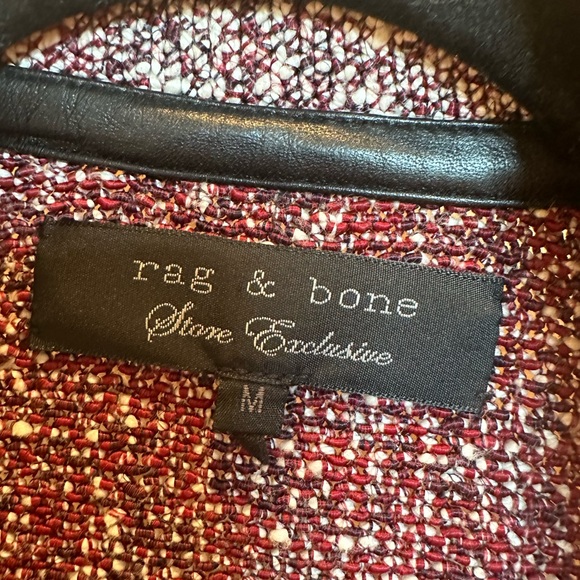 rag & bone
Store Exclusive
M